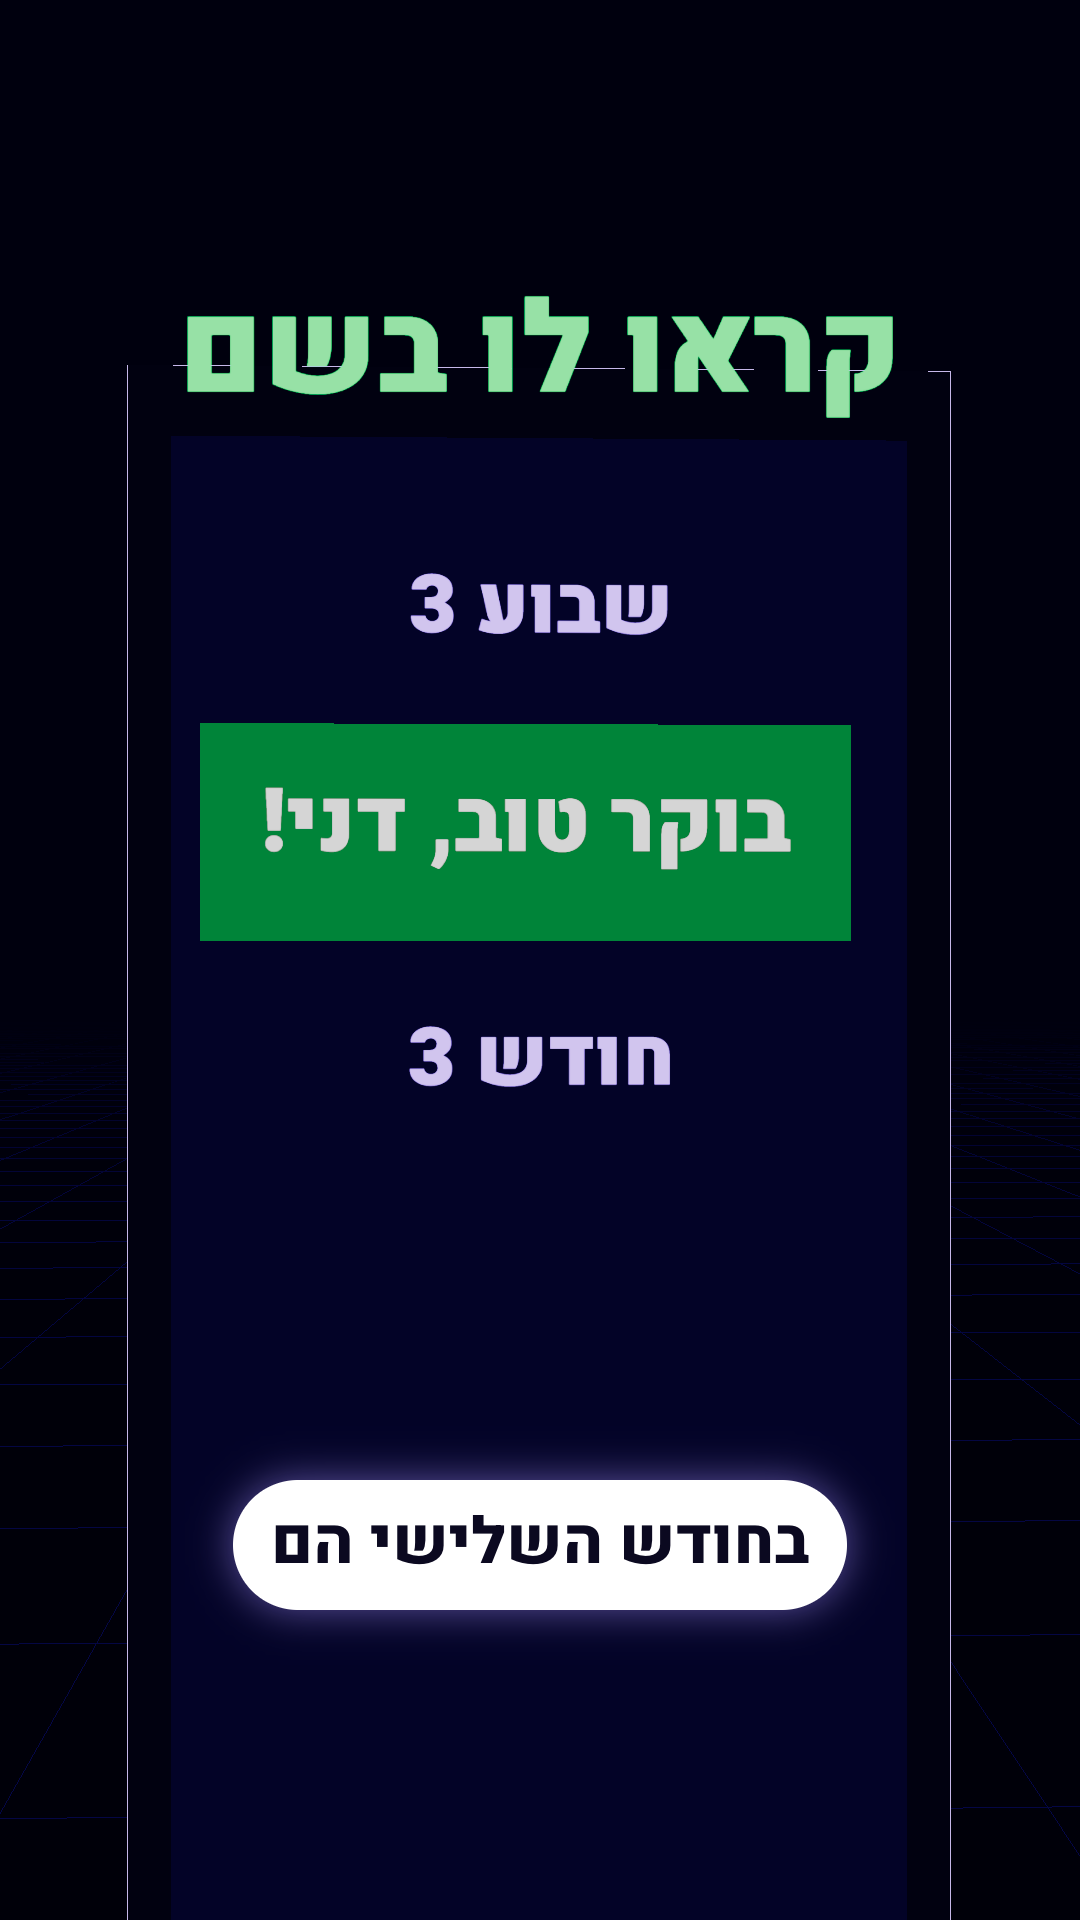 קראו לו בשם
שבוע 3
בוקר טוב, דני!
חודש 3
בחודש השלישי הם